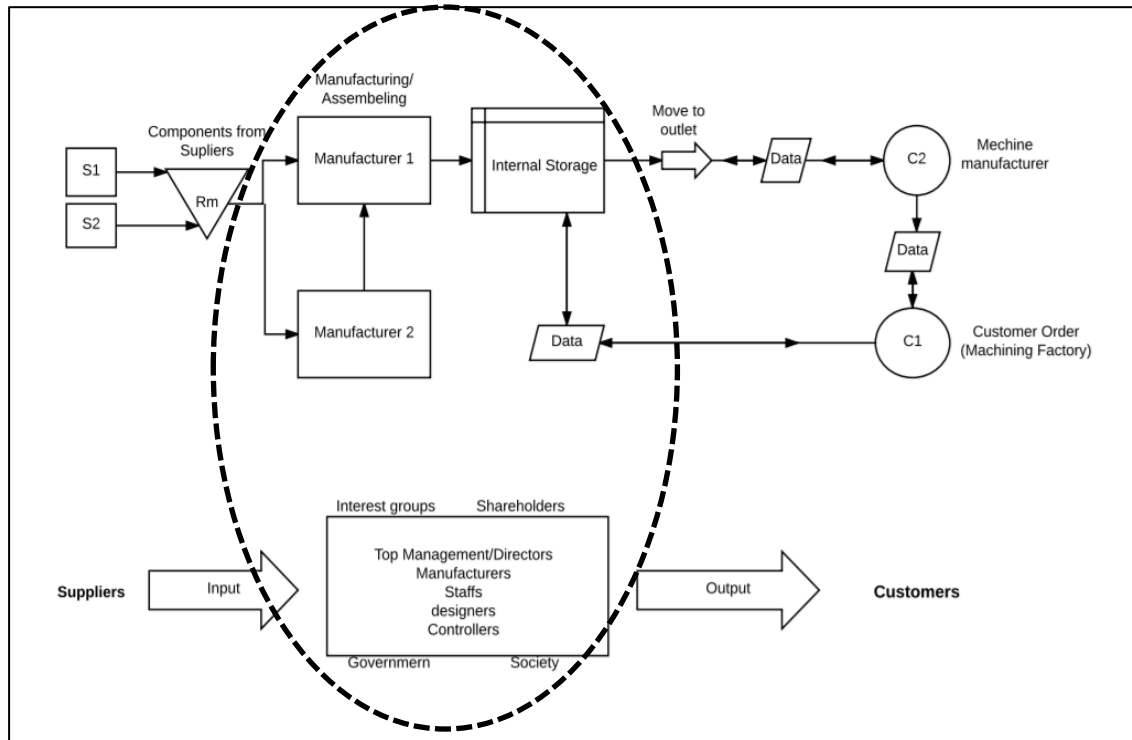 Manufacturing/
Assembeling
Components from
Supliers
S1
S2
Rm
Manufacturer 1
Manufacturer 2
Internal Storage
Move to
outlet
Data
C2
Mechine
manufacturer
Data
Data
C1
Customer Order
(Machining Factory)
Interest groups
Shareholders
Suppliers
Input
Top Management/Directors
Manufacturers
Staffs
designers
Controllers
Output
Customers
Governmern
Society